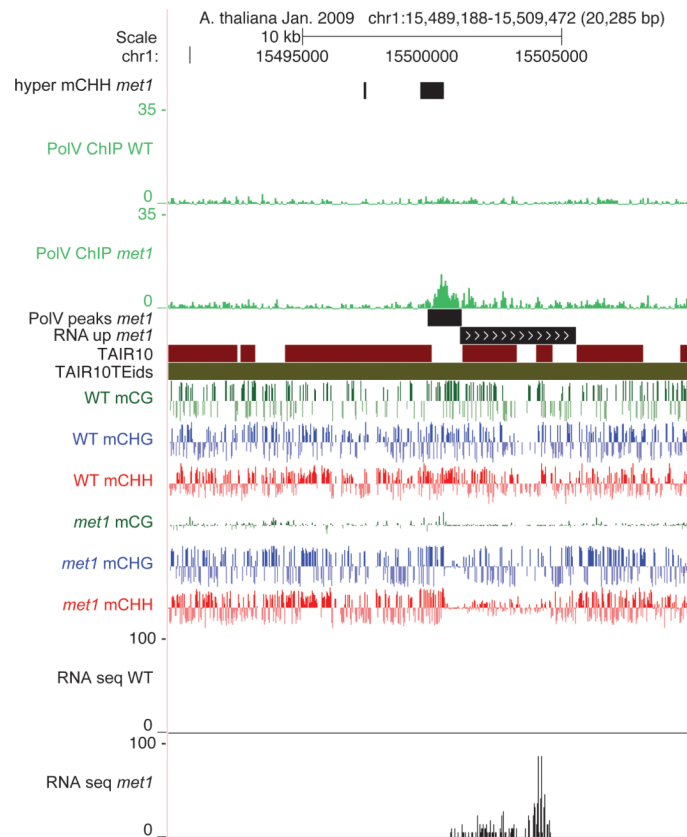 A. thaliana Jan. 2009 chr1:15,489,188-15,509,472 (20,285 bp)
Scale 10 kb
chr1: 15495000 15500000 15505000
hyper mCHH met1
35
PolV ChIP WT
0
35
PolV ChIP met1
0
PolV peaks met1
RNA up met1
TAIR10
TAIR10TEids
WT mCG
WT mCHG
WT mCHH
met1 mCG
met1 mCHG
met1 mCHH
100
RNA seq WT
0
100
RNA seq met1
0